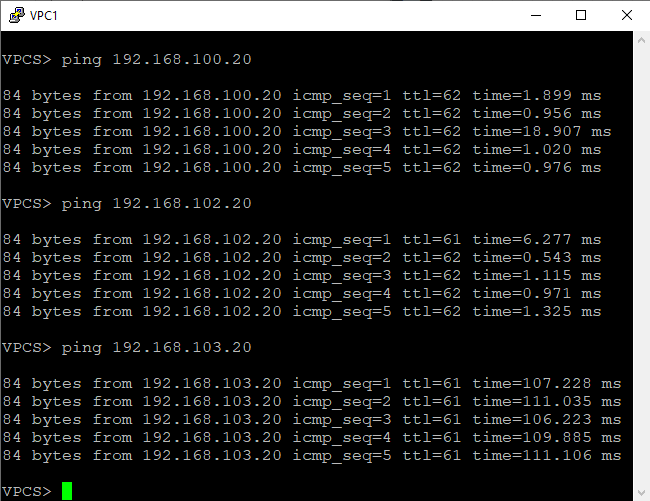 VPC1
VPCS> ping 192.168.100.20
84 bytes from 192.168.100.20 icmp_seq=1 ttl=62 time=1.899 ms
84 bytes from 192.168.100.20 icmp_seq=2 ttl=62 time=0.956 ms
84 bytes from 192.168.100.20 icmp_seq=3 ttl=62 time=18.907 ms
84 bytes from 192.168.100.20 icmp_seq=4 ttl=62 time=1.020 ms
84 bytes from 192.168.100.20 icmp_seq=5 ttl=62 time=0.976 ms
VPCS> ping 192.168.102.20
84 bytes from 192.168.102.20 icmp_seq=1 ttl=61 time=6.277 ms
84 bytes from 192.168.102.20 icmp_seq=2 ttl=62 time=0.543 ms
84 bytes from 192.168.102.20 icmp_seq=3 ttl=62 time=1.115 ms
84 bytes from 192.168.102.20 icmp_seq=4 ttl=62 time=0.971 ms
84 bytes from 192.168.102.20 icmp_seq=5 ttl=62 time=1.325 ms
VPCS> ping 192.168.103.20
84 bytes from 192.168.103.20 icmp_seq=1 ttl=61 time=107.228 ms
84 bytes from 192.168.103.20 icmp_seq=2 ttl=61 time=111.035 ms
84 bytes from 192.168.103.20 icmp_seq=3 ttl=61 time=106.223 ms
84 bytes from 192.168.103.20 icmp_seq=4 ttl=61 time=109.885 ms
84 bytes from 192.168.103.20 icmp_seq=5 ttl=61 time=111.106 ms
VPCS>